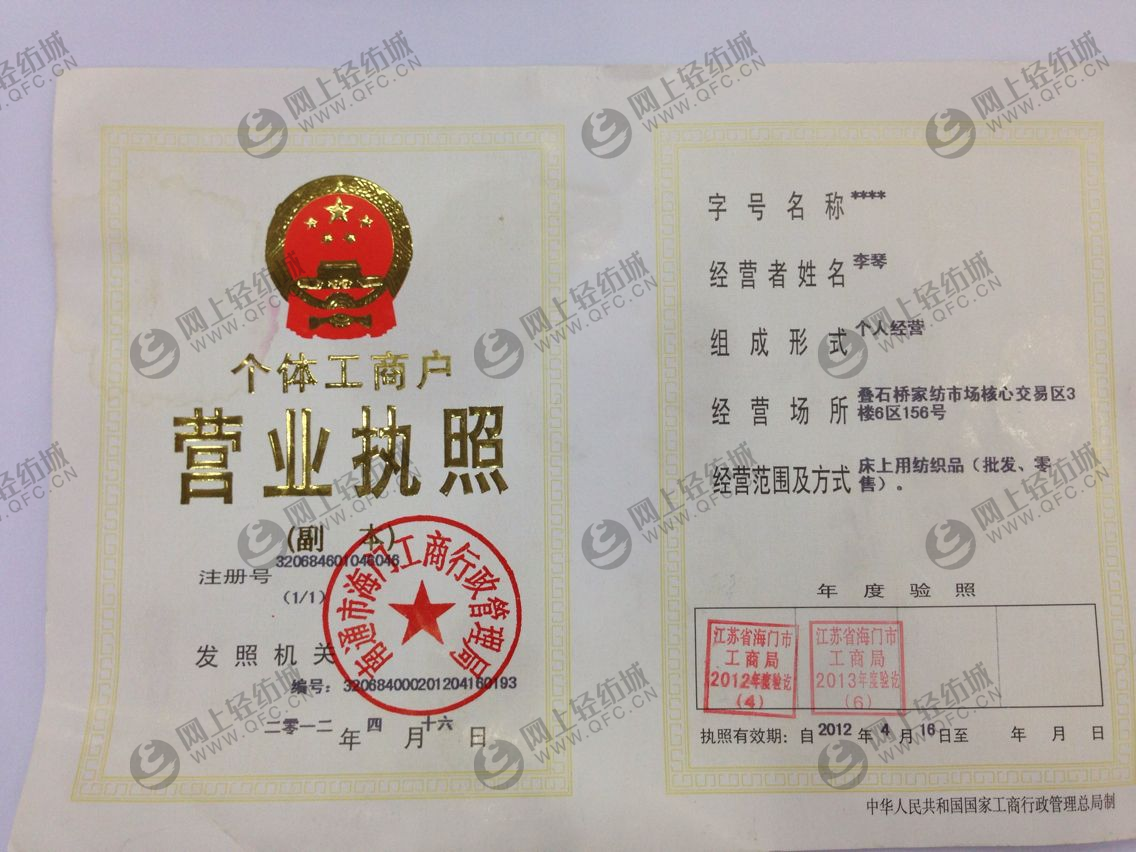 个体工商户
营业执照
(副 本)
注册号 320684601046046
(1/1)
南通市海门工商行政管理局
发照机关
编号：320684000201204160193
二零一二年 四 月 十六 日
字号名称 ****
经营者姓名 李琴
组成形式 个人经营
经营场所 叠石桥家纺市场核心交易区3
楼6区156号
经营范围及方式 床上用纺织品（批发、零
售）。
年度验照
江苏省海门市
工商局
2012年度验讫
(4)
江苏省海门市
工商局
2013年度验讫
(6)
执照有效期：自 2012 年 4 月 16 日至 年 月 日
中华人民共和国国家工商行政管理总局制
网上轻纺城
WWW.QFC.CN